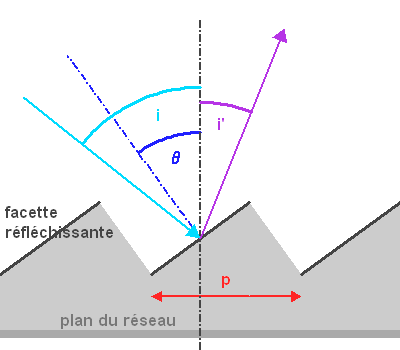 i
i'
θ
facette
réfléchissante
p
plan du réseau